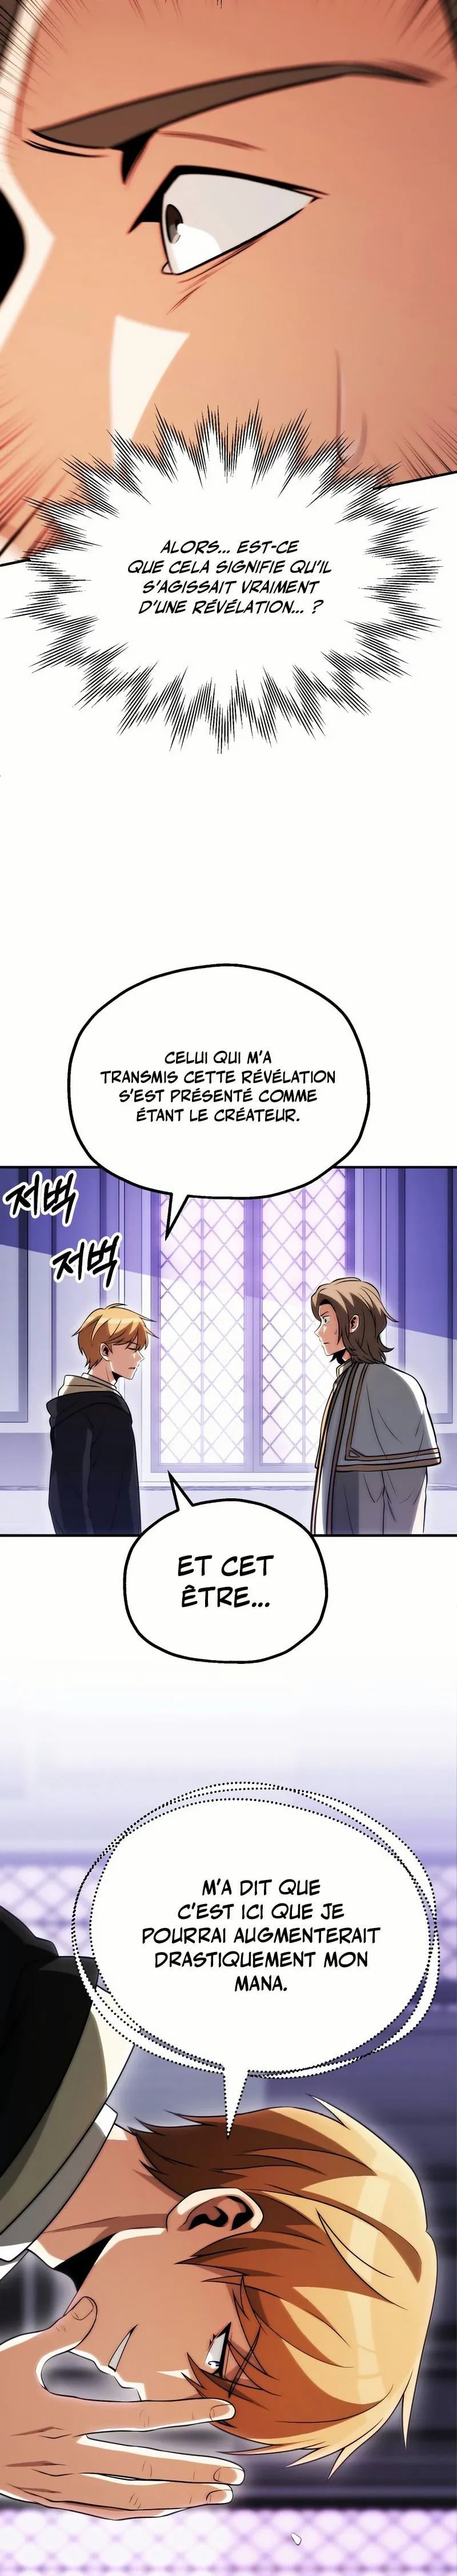 ALORS... EST-CE
QUE CELA SIGNIFIE QU'IL
S'AGISSAIT VRAIMENT
D'UNE RÉVÉLATION... ?
CELUI QUI M'A
TRANSMIS CETTE RÉVÉLATION
S'EST PRÉSENTÉ COMME
ÉTANT LE CRÉATEUR.
저벅
저벅
ET CET
ÊTRE...
M'A DIT QUE
C'EST ICI QUE JE
POURRAI AUGMENTERAIT
DRASTIQUEMENT MON
MANA.